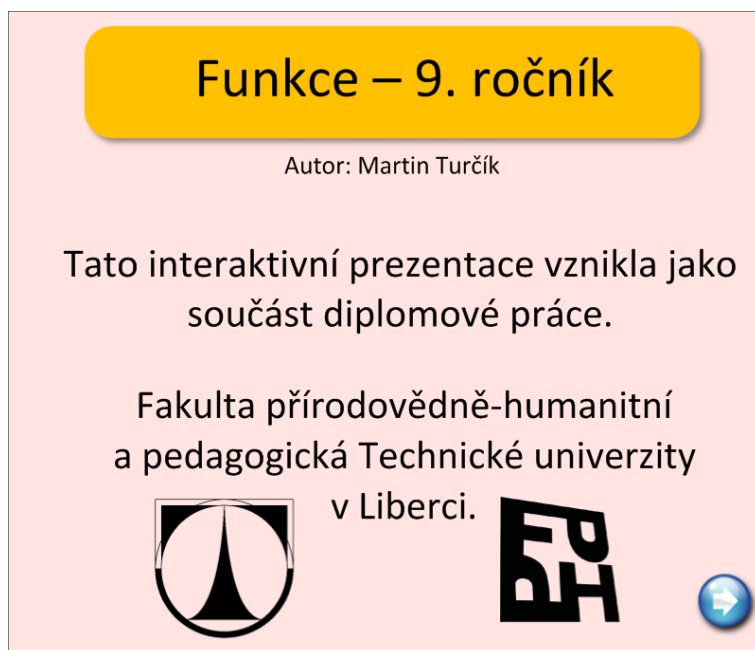 Funkce – 9. ročník
Autor: Martin Turčík
Tato interaktivní prezentace vznikla jako
součást diplomové práce.
Fakulta přírodovědně-humanitní
a pedagogická Technické univerzity
v Liberci.